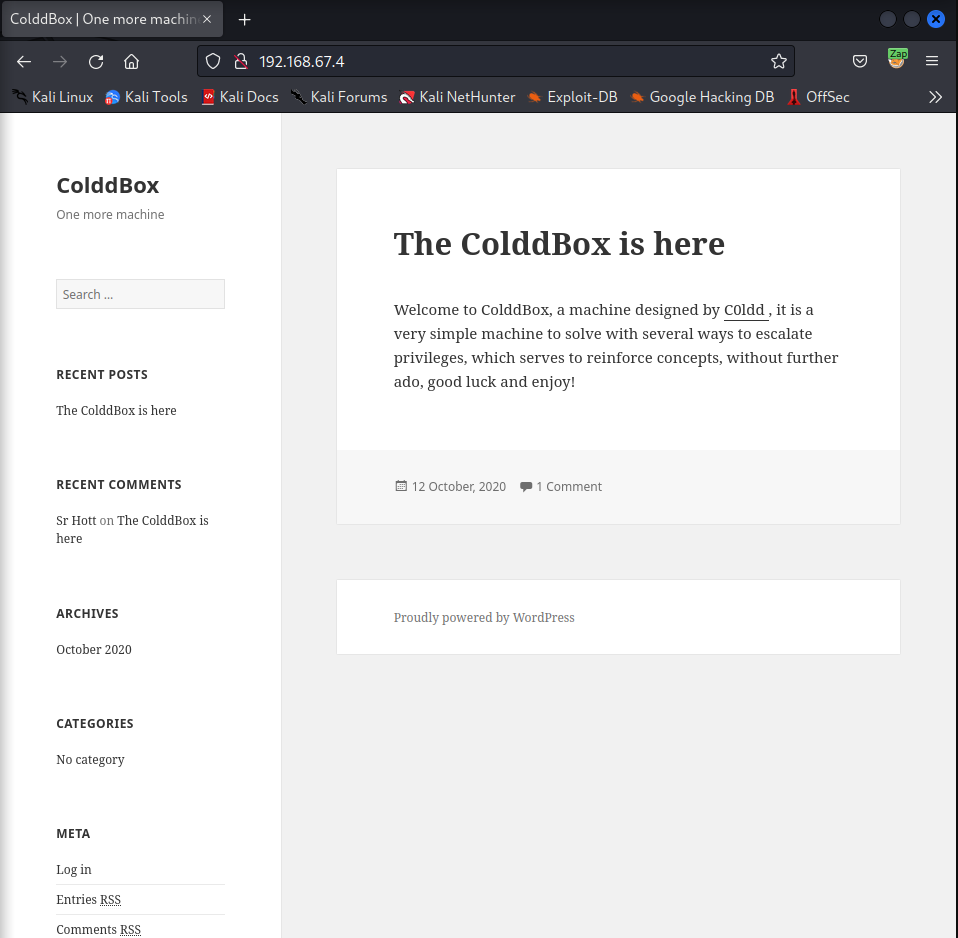 ColddBox | One more machin
192.168.67.4
Zap
Kali Linux Kali Tools Kali Docs Kali Forums Kali NetHunter Exploit-DB Google Hacking DB OffSec
ColddBox
One more machine
Search ...
RECENT POSTS
The ColddBox is here
RECENT COMMENTS
Sr Hott on The ColddBox is
here
ARCHIVES
October 2020
CATEGORIES
No category
META
Log in
Entries RSS
Comments RSS
The ColddBox is here
Welcome to ColddBox, a machine designed by C0ldd , it is a
very simple machine to solve with several ways to escalate
privileges, which serves to reinforce concepts, without further
ado, good luck and enjoy!
12 October, 2020 1 Comment
Proudly powered by WordPress